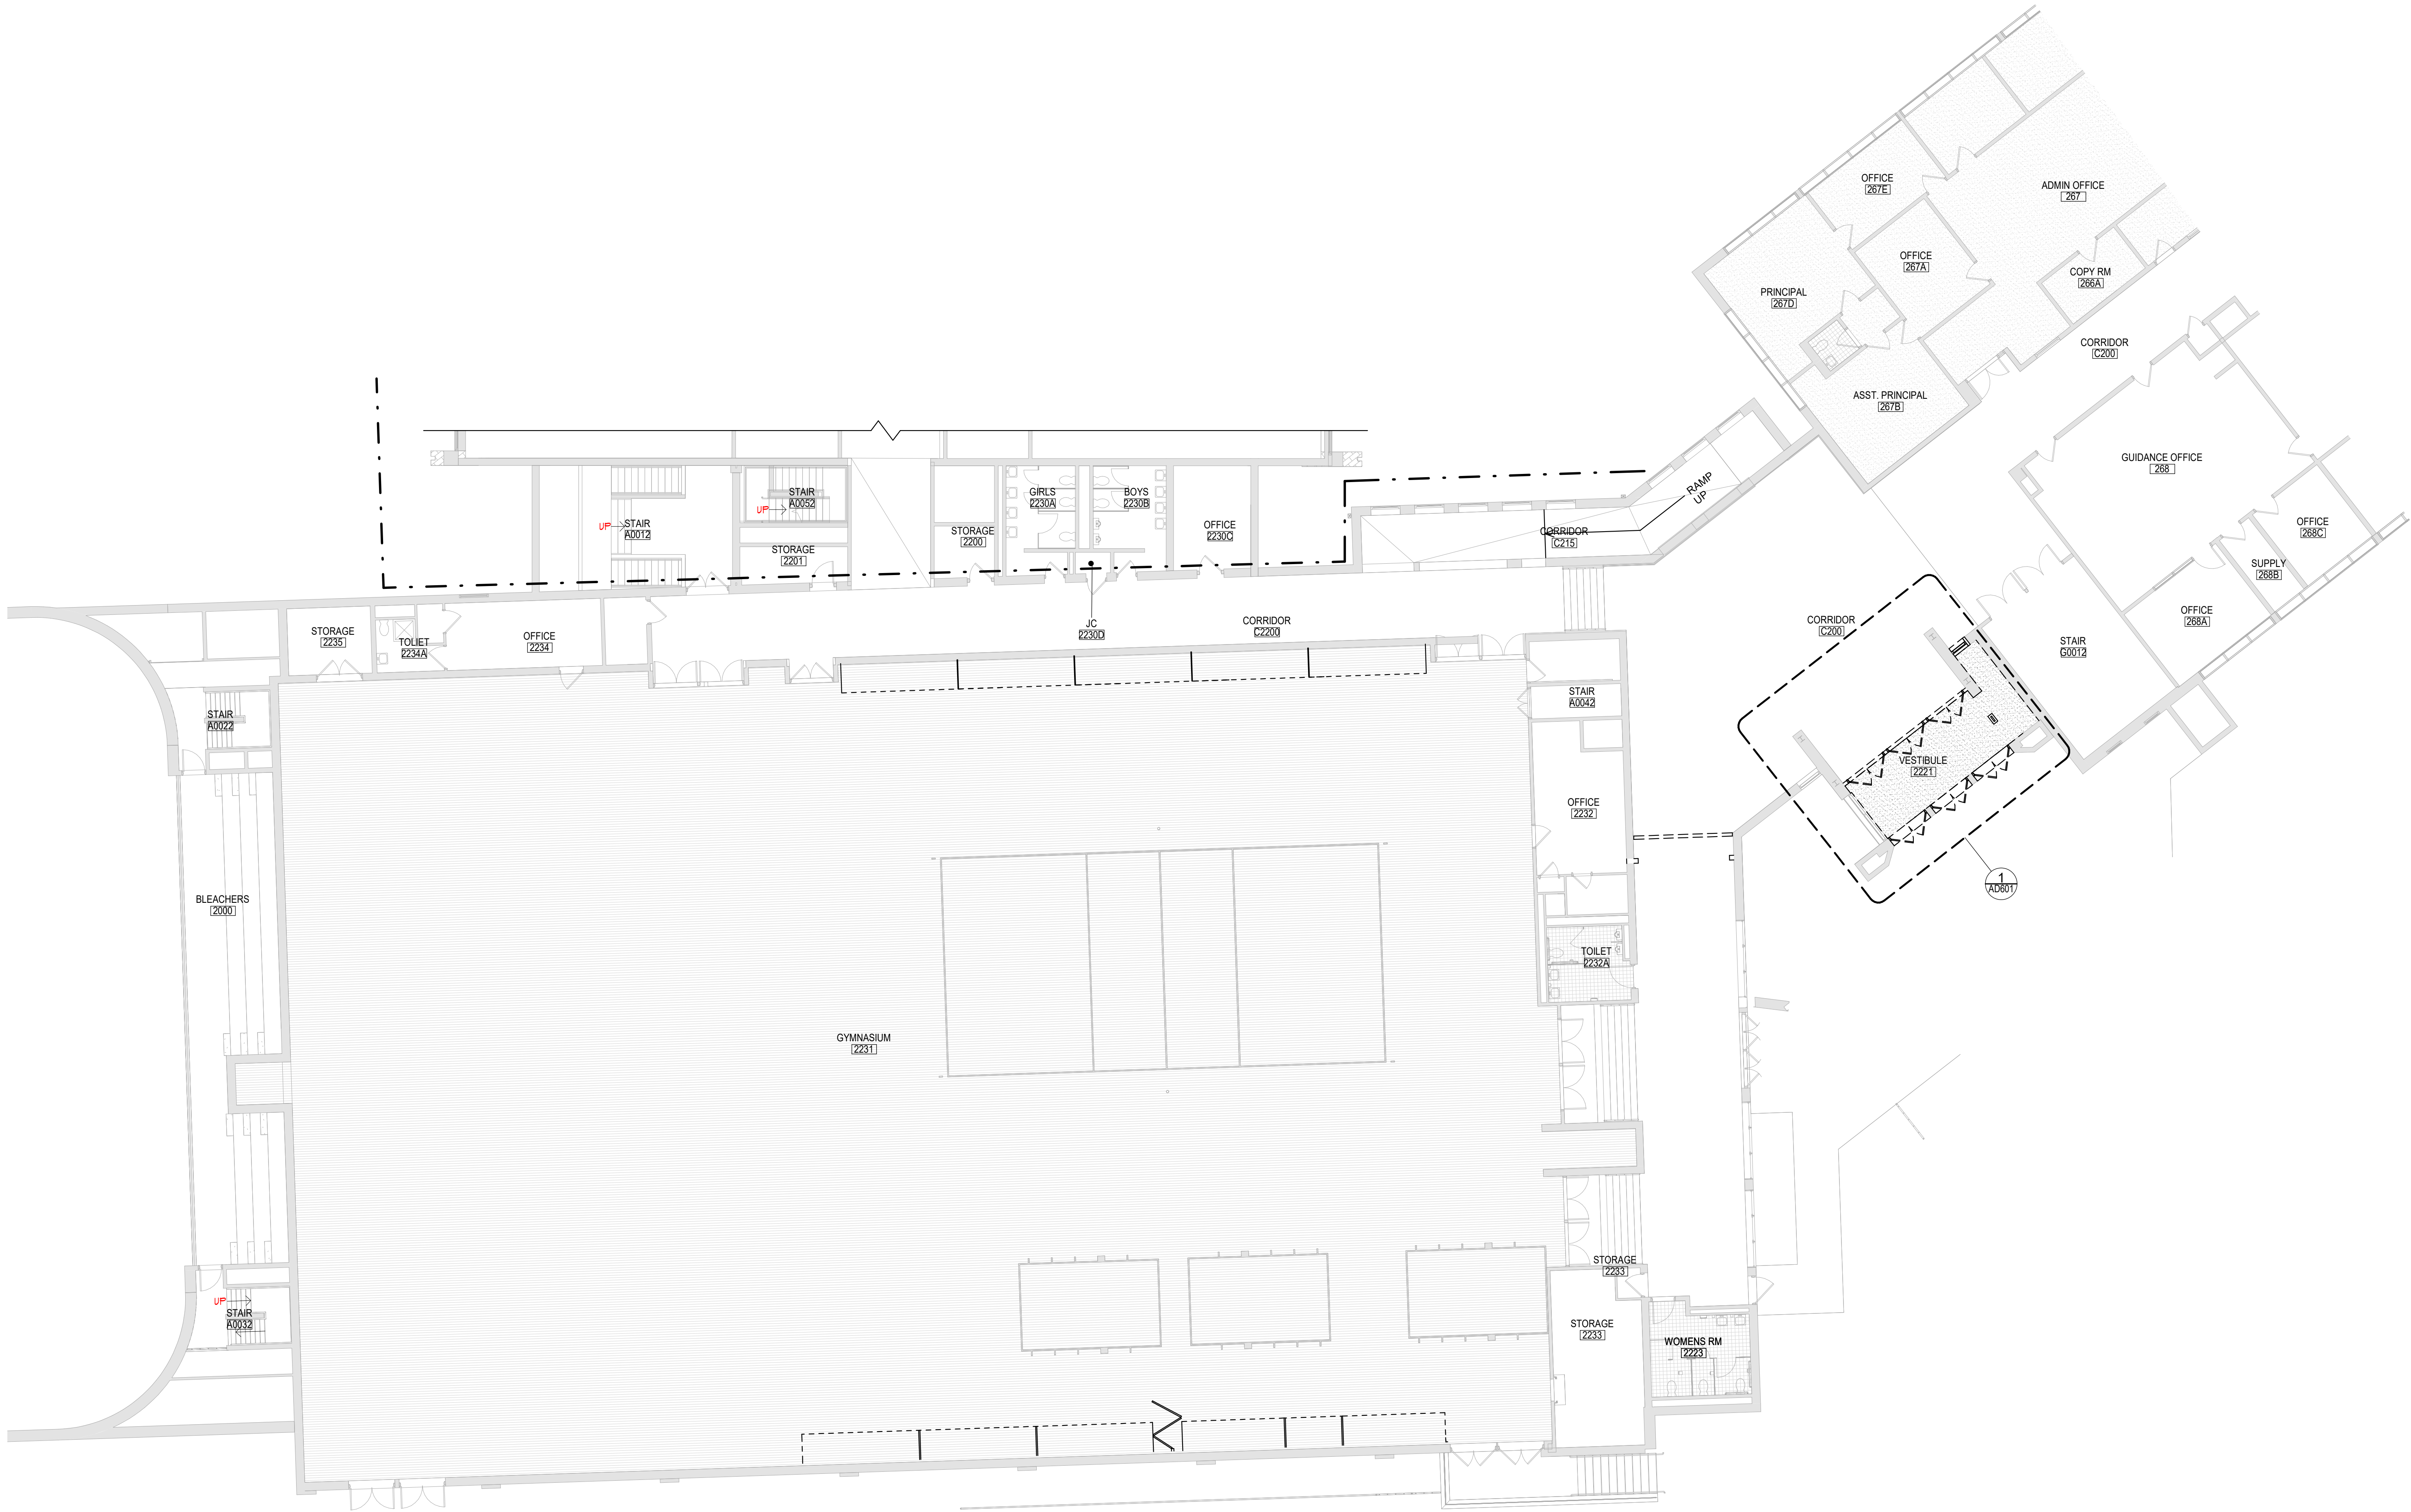 OFFICE
267E
ADMIN OFFICE
267
OFFICE
267A
COPY RM
266A
PRINCIPAL
267D
CORRIDOR
C200
ASST. PRINCIPAL
267B
GUIDANCE OFFICE
268
RAMP
UP
STAIR
A0052
UP
GIRLS
2230A
BOYS
2230B
STAIR
A0012
UP
STORAGE
2200
OFFICE
2230C
CORRIDOR
C215
OFFICE
268C
STORAGE
2201
SUPPLY
268B
OFFICE
268A
JC
2230D
CORRIDOR
C2200
CORRIDOR
C200
STORAGE
2235
TOLIET
2234A
OFFICE
2234
STAIR
G0012
STAIR
A0022
STAIR
A0042
VESTIBULE
2221
OFFICE
2232
1
AD601
BLEACHERS
2000
TOILET
2232A
GYMNASIUM
2231
STORAGE
2233
UP
STAIR
A0032
STORAGE
2233
WOMENS RM
2223